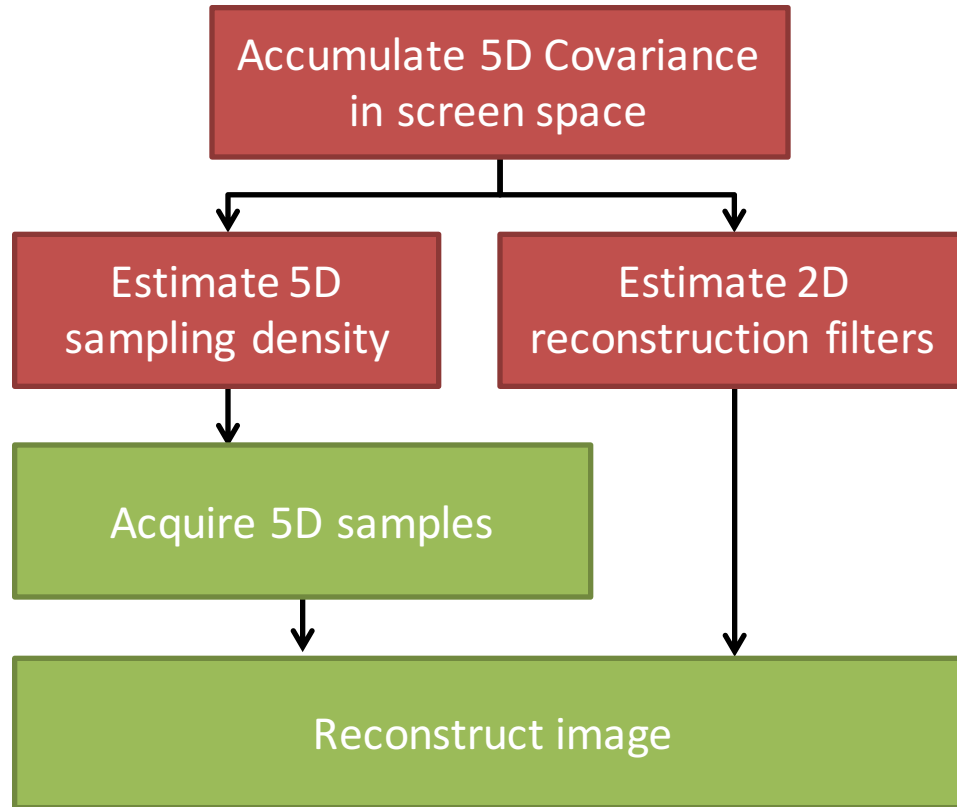 Accumulate 5D Covariance
in screen space
Estimate 5D
sampling density
Estimate 2D
reconstruction filters
Acquire 5D samples
Reconstruct image